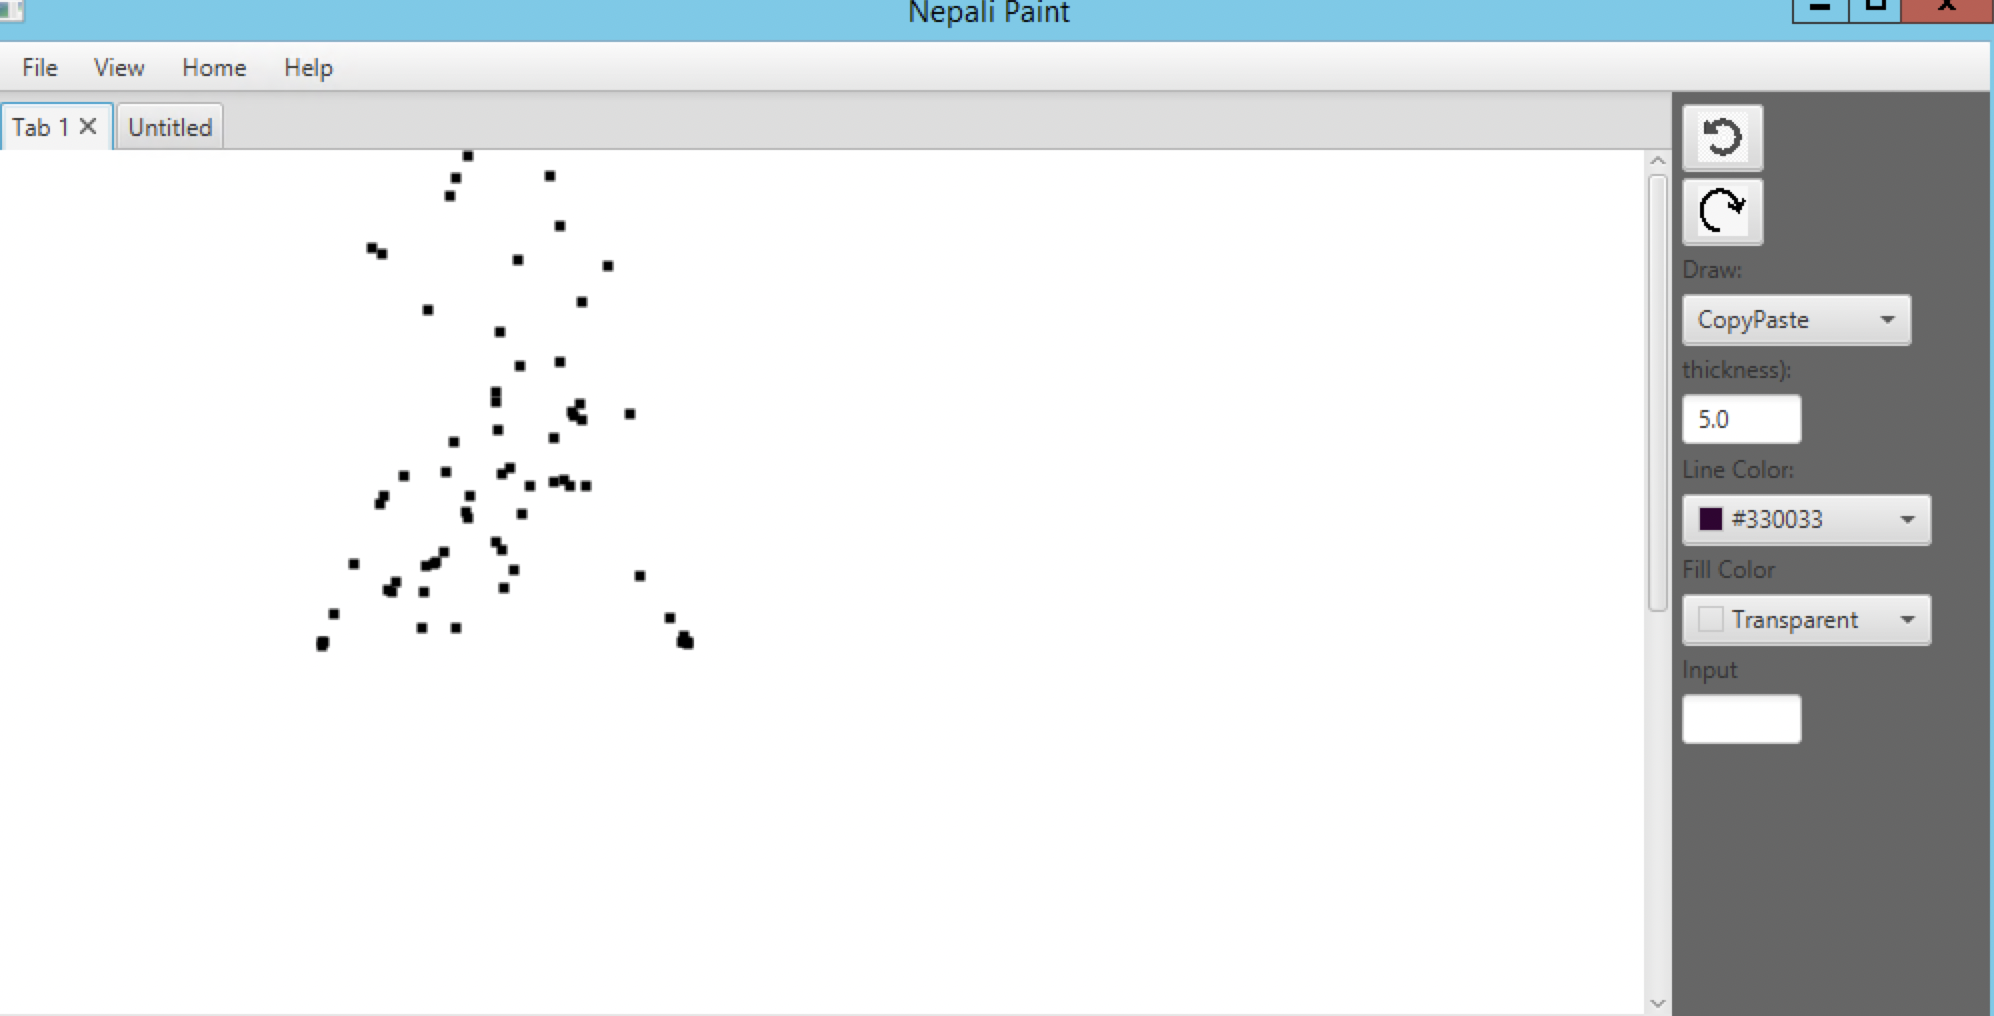 Nepali Paint
File View Home Help
Tab 1 Untitled
Draw:
CopyPaste
thickness):
5.0
Line Color:
#330033
Fill Color
Transparent
Input